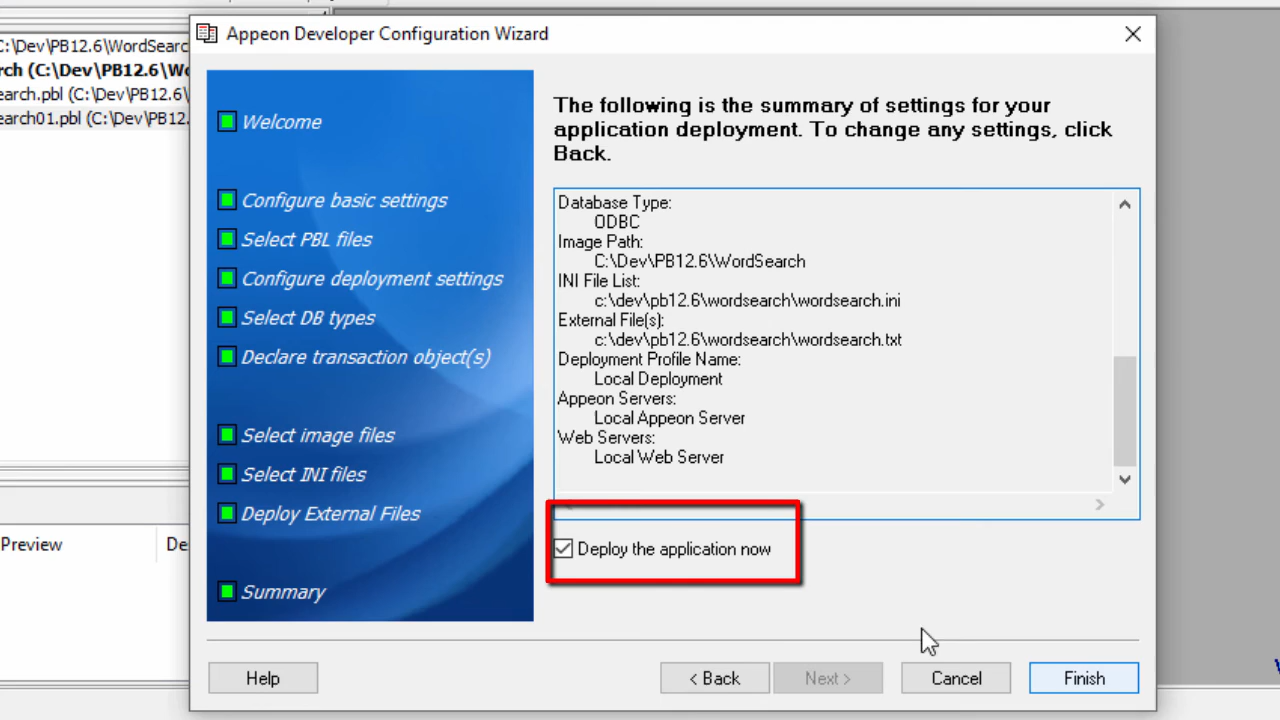 Appeon Developer Configuration Wizard
C:\Dev\PB12.6\WordSearc
rch (C:\Dev\PB12.6\Wo
earch.pbl (C:\Dev\PB12.6\
earch01.pbl (C:\Dev\PB12.
Welcome
Configure basic settings
Select PBL files
Configure deployment settings
Select DB types
Declare transaction object(s)
Select image files
Select INI files
Deploy External Files
Summary
The following is the summary of settings for your
application deployment. To change any settings, click
Back.
Database Type:
ODBC
Image Path:
C:\Dev\PB12.6\WordSearch
INI File List:
c:\dev\pb12.6\wordsearch\wordsearch.ini
External File(s):
c:\dev\pb12.6\wordsearch\wordsearch.txt
Deployment Profile Name:
Local Deployment
Appeon Servers:
Local Appeon Server
Web Servers:
Local Web Server
Deploy the application now
Preview
De
Help
< Back
Next >
Cancel
Finish